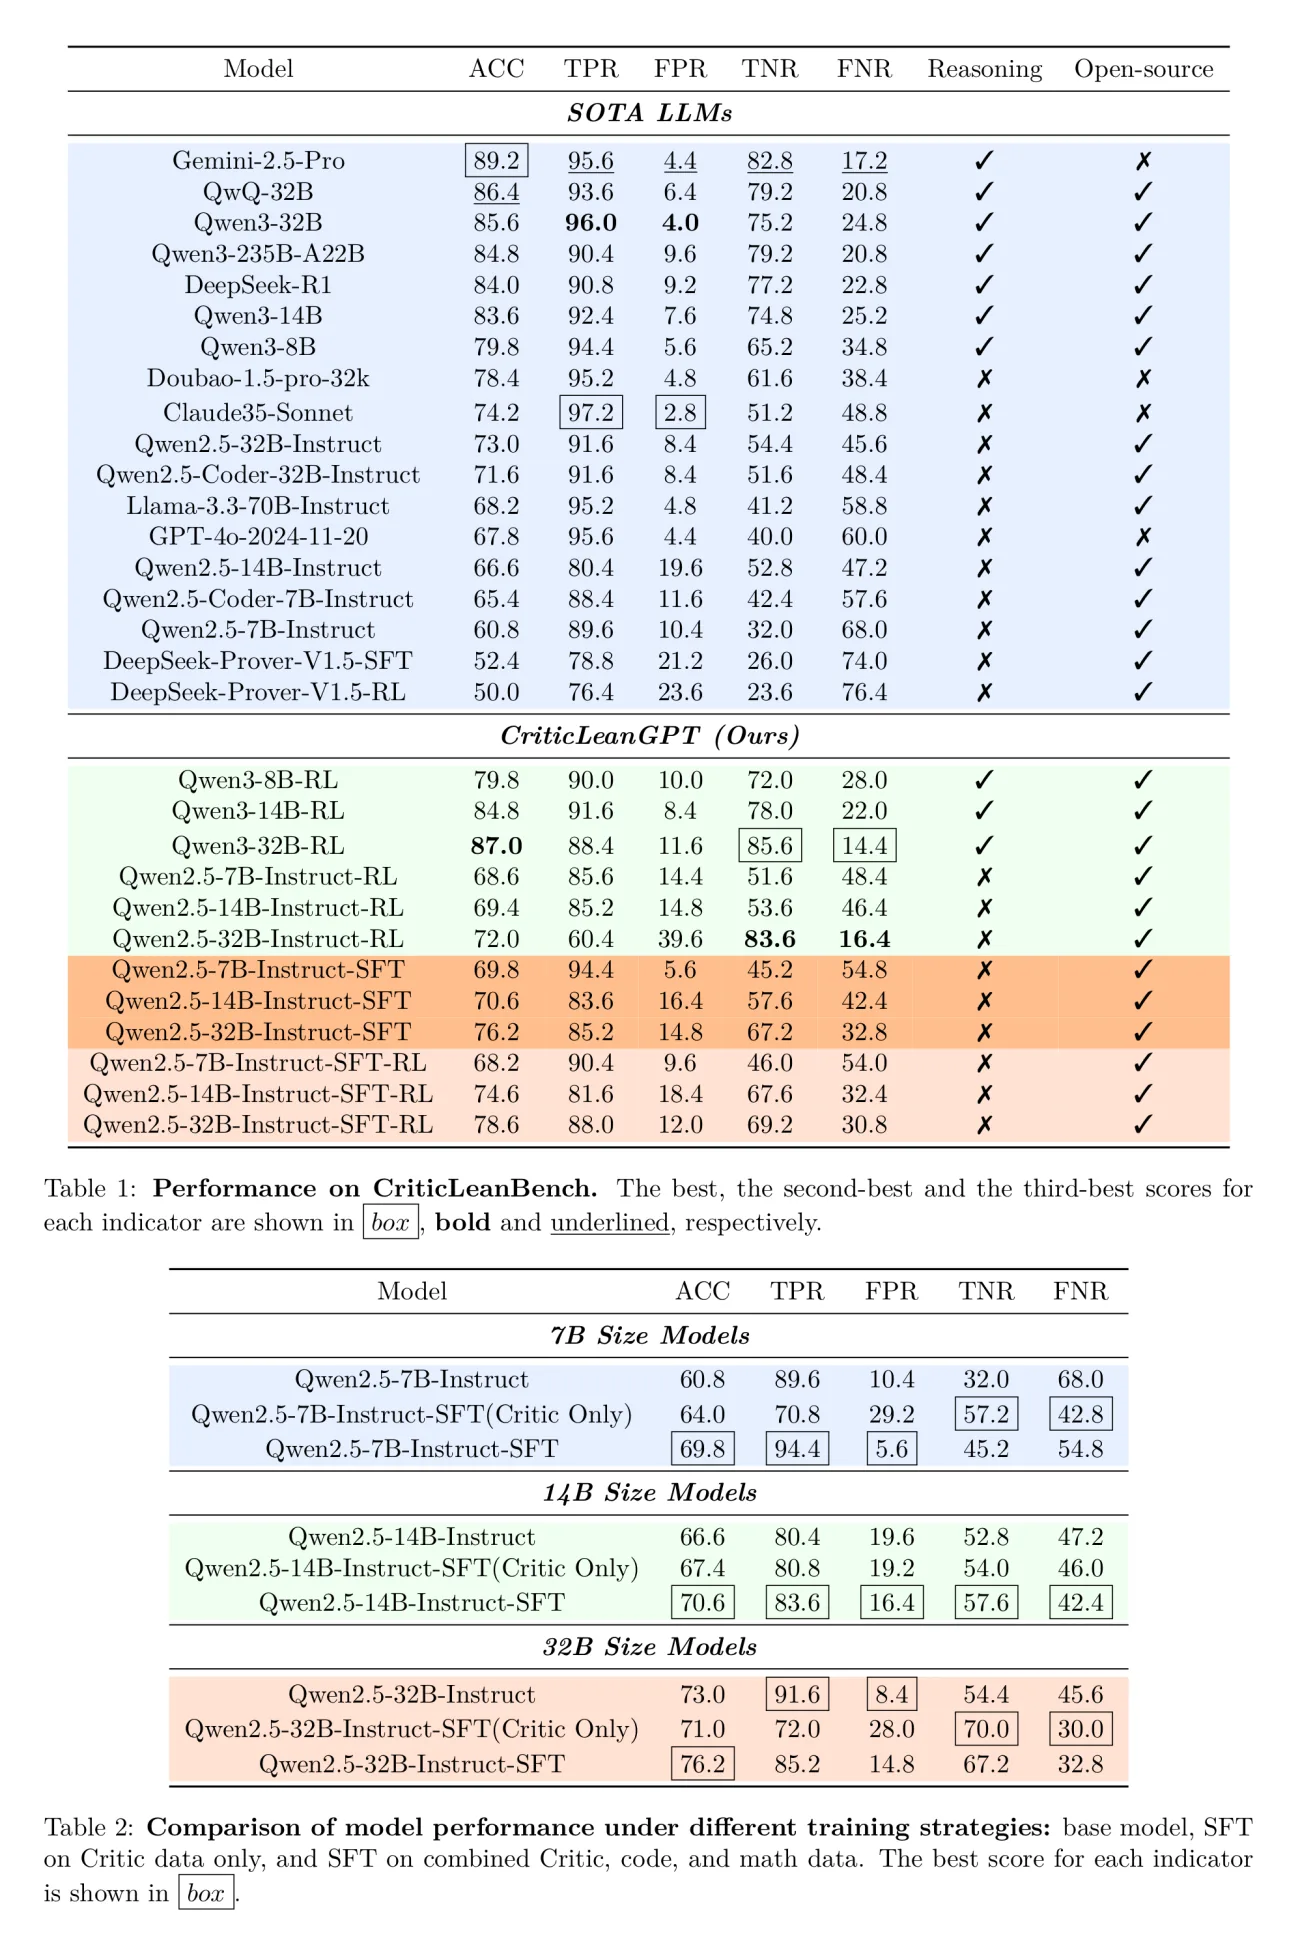 Model ACC TPR FPR TNR FNR Reasoning Open-source
SOTA LLMs
Gemini-2.5-Pro 89.2 95.6 4.4 82.8 17.2 ✓ ✗
QwQ-32B 86.4 93.6 6.4 79.2 20.8 ✓ ✓
Qwen3-32B 85.6 96.0 4.0 75.2 24.8 ✓ ✓
Qwen3-235B-A22B 84.8 90.4 9.6 79.2 20.8 ✓ ✓
DeepSeek-R1 84.0 90.8 9.2 77.2 22.8 ✓ ✓
Qwen3-14B 83.6 92.4 7.6 74.8 25.2 ✓ ✓
Qwen3-8B 79.8 94.4 5.6 65.2 34.8 ✓ ✓
Doubao-1.5-pro-32k 78.4 95.2 4.8 61.6 38.4 ✗ ✗
Claude35-Sonnet 74.2 97.2 2.8 51.2 48.8 ✗ ✗
Qwen2.5-32B-Instruct 73.0 91.6 8.4 54.4 45.6 ✗ ✓
Qwen2.5-Coder-32B-Instruct 71.6 91.6 8.4 51.6 48.4 ✗ ✓
Llama-3.3-70B-Instruct 68.2 95.2 4.8 41.2 58.8 ✗ ✓
GPT-4o-2024-11-20 67.8 95.6 4.4 40.0 60.0 ✗ ✗
Qwen2.5-14B-Instruct 66.6 80.4 19.6 52.8 47.2 ✗ ✓
Qwen2.5-Coder-7B-Instruct 65.4 88.4 11.6 42.4 57.6 ✗ ✓
Qwen2.5-7B-Instruct 60.8 89.6 10.4 32.0 68.0 ✗ ✓
DeepSeek-Prover-V1.5-SFT 52.4 78.8 21.2 26.0 74.0 ✗ ✓
DeepSeek-Prover-V1.5-RL 50.0 76.4 23.6 23.6 76.4 ✗ ✓
CriticLeanGPT (Ours)
Qwen3-8B-RL 79.8 90.0 10.0 72.0 28.0 ✓ ✓
Qwen3-14B-RL 84.8 91.6 8.4 78.0 22.0 ✓ ✓
Qwen3-32B-RL 87.0 88.4 11.6 85.6 14.4 ✓ ✓
Qwen2.5-7B-Instruct-RL 68.6 85.6 14.4 51.6 48.4 ✗ ✓
Qwen2.5-14B-Instruct-RL 69.4 85.2 14.8 53.6 46.4 ✗ ✓
Qwen2.5-32B-Instruct-RL 72.0 60.4 39.6 83.6 16.4 ✗ ✓
Qwen2.5-7B-Instruct-SFT 69.8 94.4 5.6 45.2 54.8 ✗ ✓
Qwen2.5-14B-Instruct-SFT 70.6 83.6 16.4 57.6 42.4 ✗ ✓
Qwen2.5-32B-Instruct-SFT 76.2 85.2 14.8 67.2 32.8 ✗ ✓
Qwen2.5-7B-Instruct-SFT-RL 68.2 90.4 9.6 46.0 54.0 ✗ ✓
Qwen2.5-14B-Instruct-SFT-RL 74.6 81.6 18.4 67.6 32.4 ✗ ✓
Qwen2.5-32B-Instruct-SFT-RL 78.6 88.0 12.0 69.2 30.8 ✗ ✓
Table 1: Performance on CriticLeanBench. The best, the second-best and the third-best scores for
each indicator are shown in box, bold and underlined, respectively.
Model ACC TPR FPR TNR FNR
7B Size Models
Qwen2.5-7B-Instruct 60.8 89.6 10.4 32.0 68.0
Qwen2.5-7B-Instruct-SFT(Critic Only) 64.0 70.8 29.2 57.2 42.8
Qwen2.5-7B-Instruct-SFT 69.8 94.4 5.6 45.2 54.8
14B Size Models
Qwen2.5-14B-Instruct 66.6 80.4 19.6 52.8 47.2
Qwen2.5-14B-Instruct-SFT(Critic Only) 67.4 80.8 19.2 54.0 46.0
Qwen2.5-14B-Instruct-SFT 70.6 83.6 16.4 57.6 42.4
32B Size Models
Qwen2.5-32B-Instruct 73.0 91.6 8.4 54.4 45.6
Qwen2.5-32B-Instruct-SFT(Critic Only) 71.0 72.0 28.0 70.0 30.0
Qwen2.5-32B-Instruct-SFT 76.2 85.2 14.8 67.2 32.8
Table 2: Comparison of model performance under different training strategies: base model, SFT
on Critic data only, and SFT on combined Critic, code, and math data. The best score for each indicator
is shown in box.